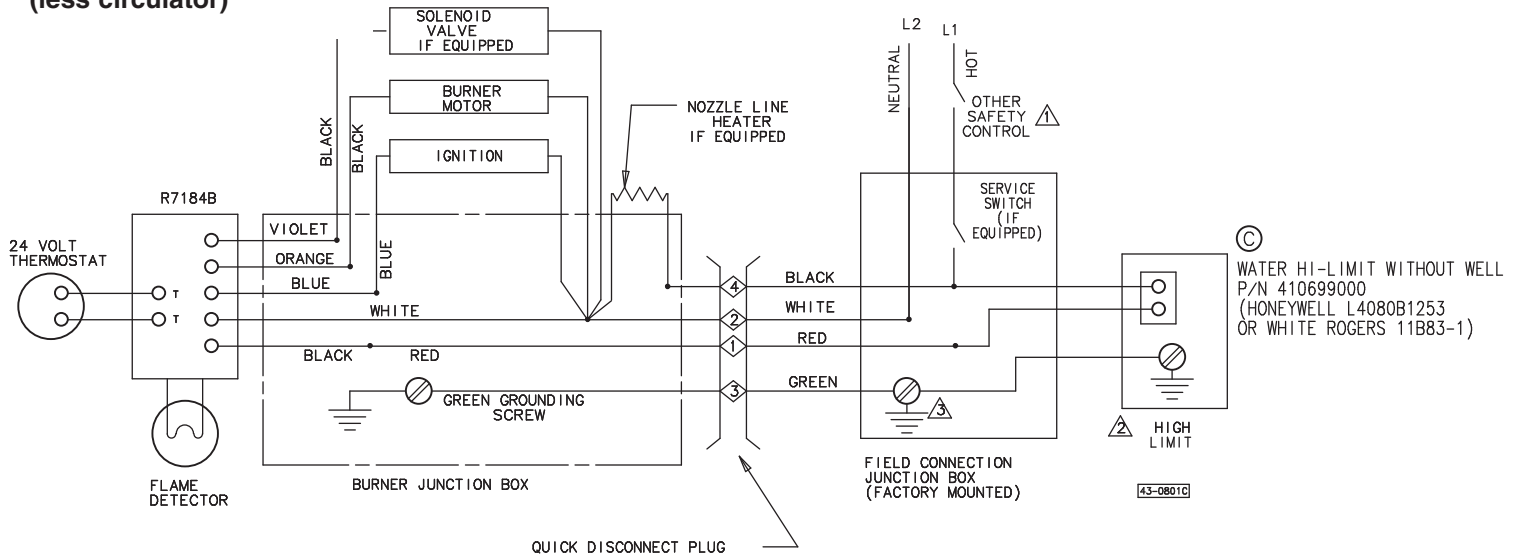 (less circulator)
SOLENOID
VALVE
IF EQUIPPED
BURNER
MOTOR
IGNITION
NOZZLE LINE
HEATER
IF EQUIPPED
L2
L1
NEUTRAL
HOT
OTHER
SAFETY
CONTROL
1
BLACK
BLACK
BLUE
R7184B
24 VOLT
THERMOSTAT
T
T
VIOLET
ORANGE
BLUE
WHITE
BLACK
RED
GREEN GROUNDING
SCREW
FLAME
DETECTOR
BURNER JUNCTION BOX
4
2
1
3
QUICK DISCONNECT PLUG
BLACK
WHITE
RED
GREEN
SERVICE
SWITCH
(IF
EQUIPPED)
3
FIELD CONNECTION
JUNCTION BOX
(FACTORY MOUNTED)
C
WATER HI-LIMIT WITHOUT WELL
P/N 410699000
(HONEYWELL L4080B1253
OR WHITE ROGERS 11B83-1)
2
HIGH
LIMIT
43-0801C